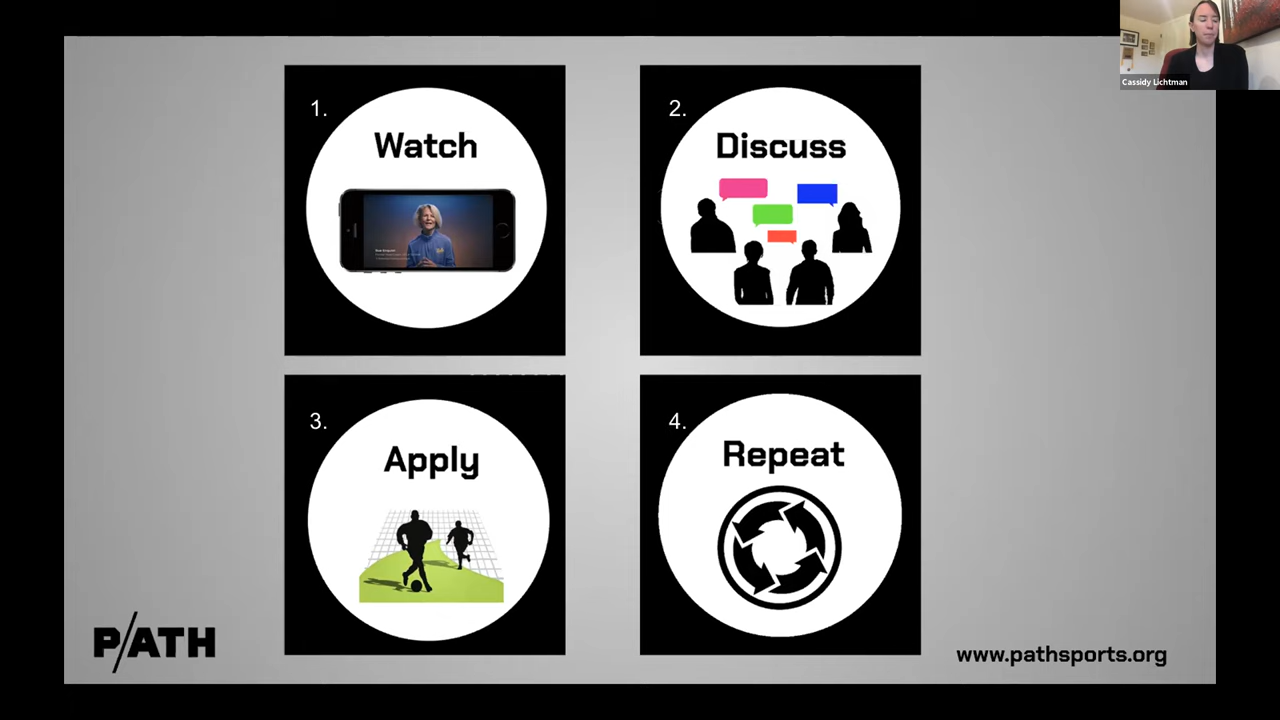 Cassidy Lichtman
1.
Watch
2.
Discuss
3.
Apply
4.
Repeat
P/ATH
www.pathsports.org